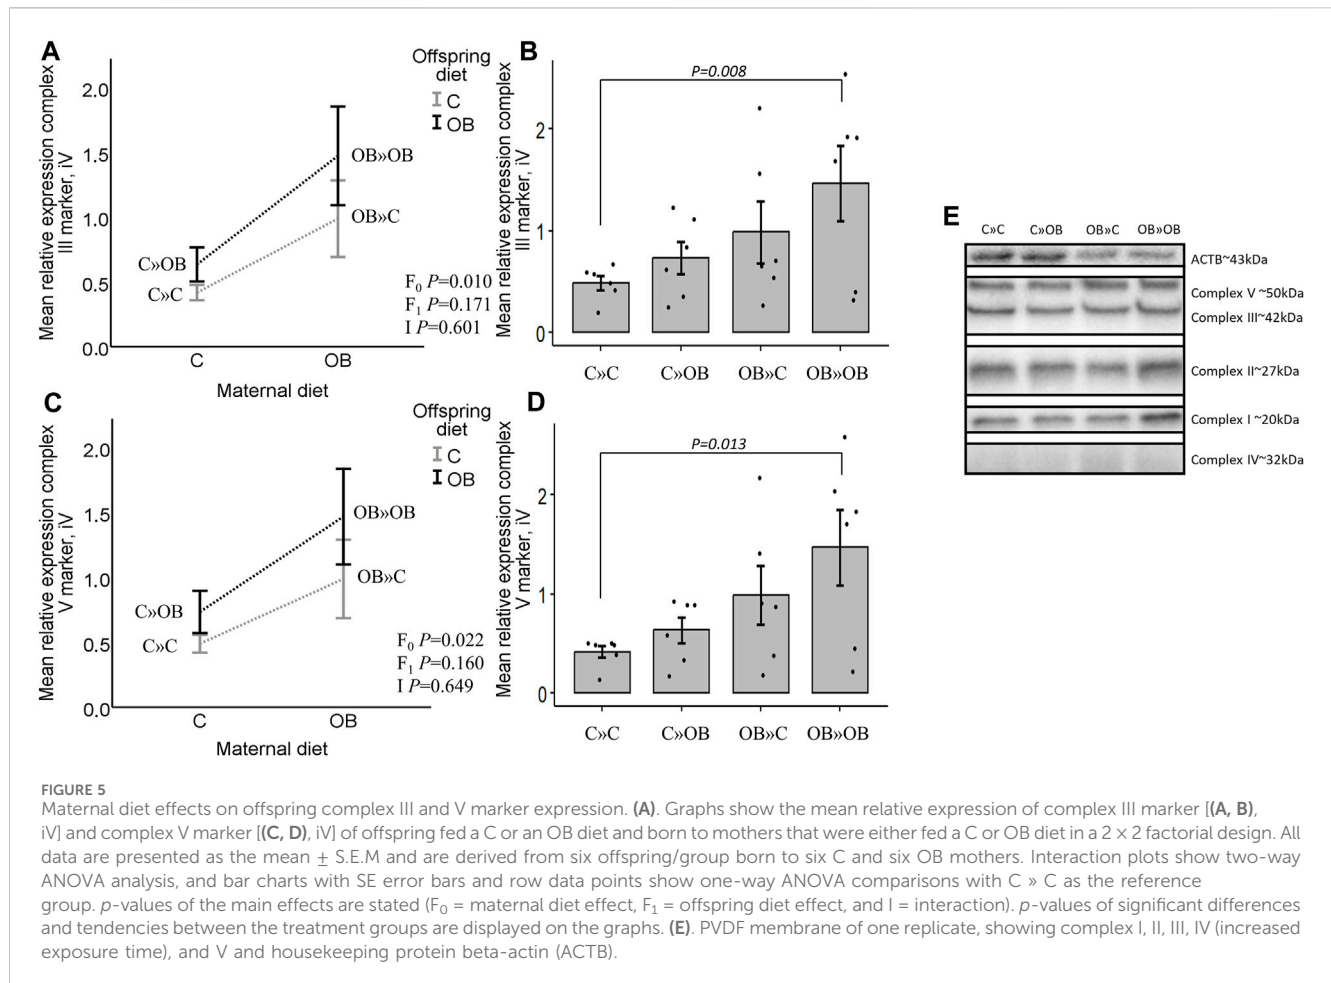 A
Mean relative expression complex
III marker, iV
2.0
1.5
1.0
0.5
0.0
C
OB
Maternal diet
Offspring
diet
C
OB
OB»OB
OB»C
C»OB
C»C
F0 P=0.010
F1 P=0.171
I P=0.601
B
Mean relative expression complex
III marker, iV
2
1
0
P=0.008
C»C
C»OB
OB»C
OB»OB
C
Mean relative expression complex
V marker, iV
2.0
1.5
1.0
0.5
0.0
C
OB
Maternal diet
Offspring
diet
C
OB
OB»OB
OB»C
C»OB
C»C
F0 P=0.022
F1 P=0.160
I P=0.649
D
Mean relative expression complex
V marker, iV
2
1
0
P=0.013
C»C
C»OB
OB»C
OB»OB
E
C»C C»OB OB»C OB»OB
ACTB~43kDa
Complex V ~50kDa
Complex III~42kDa
Complex II~27kDa
Complex I ~20kDa
Complex IV~32kDa
FIGURE 5
Maternal diet effects on offspring complex III and V marker expression. (A). Graphs show the mean relative expression of complex III marker [(A, B),
iV] and complex V marker [(C, D), iV] of offspring fed a C or an OB diet and born to mothers that were either fed a C or OB diet in a 2 × 2 factorial design. All
data are presented as the mean ± S.E.M and are derived from six offspring/group born to six C and six OB mothers. Interaction plots show two-way
ANOVA analysis, and bar charts with SE error bars and row data points show one-way ANOVA comparisons with C » C as the reference
group. p-values of the main effects are stated (F0 = maternal diet effect, F1 = offspring diet effect, and I = interaction). p-values of significant differences
and tendencies between the treatment groups are displayed on the graphs. (E). PVDF membrane of one replicate, showing complex I, II, III, IV (increased
exposure time), and V and housekeeping protein beta-actin (ACTB).